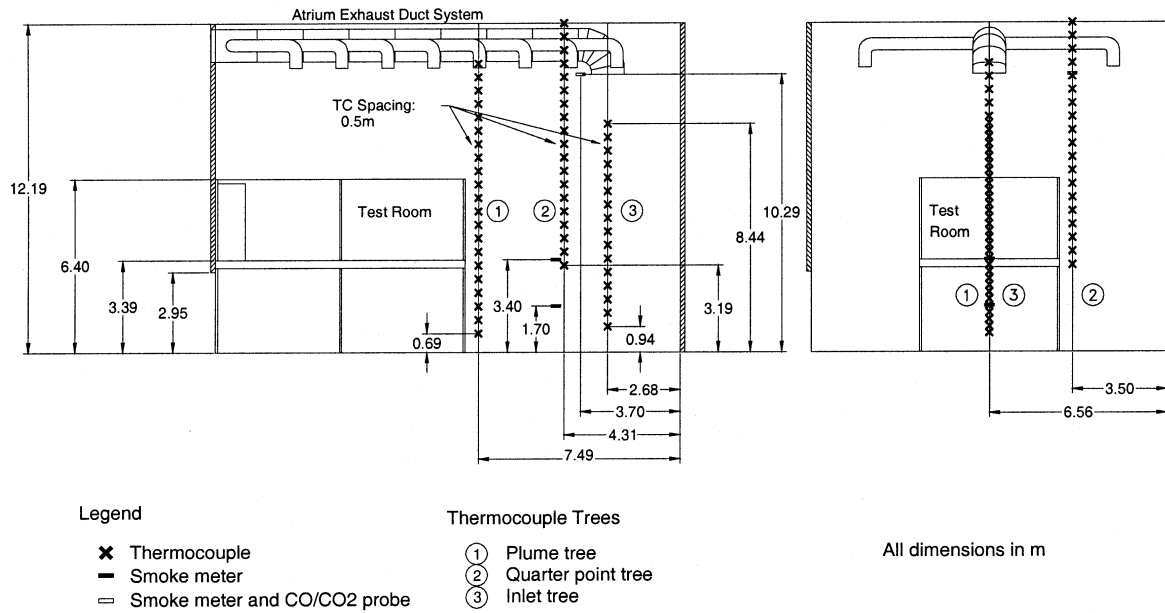 Atrium Exhaust Duct System
TC Spacing:
0.5m
12.19
6.40
3.39
2.95
Test Room
1
2
3
0.69
3.40
1.70
0.94
3.19
8.44
10.29
2.68
3.70
4.31
7.49
Test
Room
1
3
2
3.50
6.56
Legend
Thermocouple
Smoke meter
Smoke meter and CO/CO2 probe
Thermocouple Trees
1 Plume tree
2 Quarter point tree
3 Inlet tree
All dimensions in m